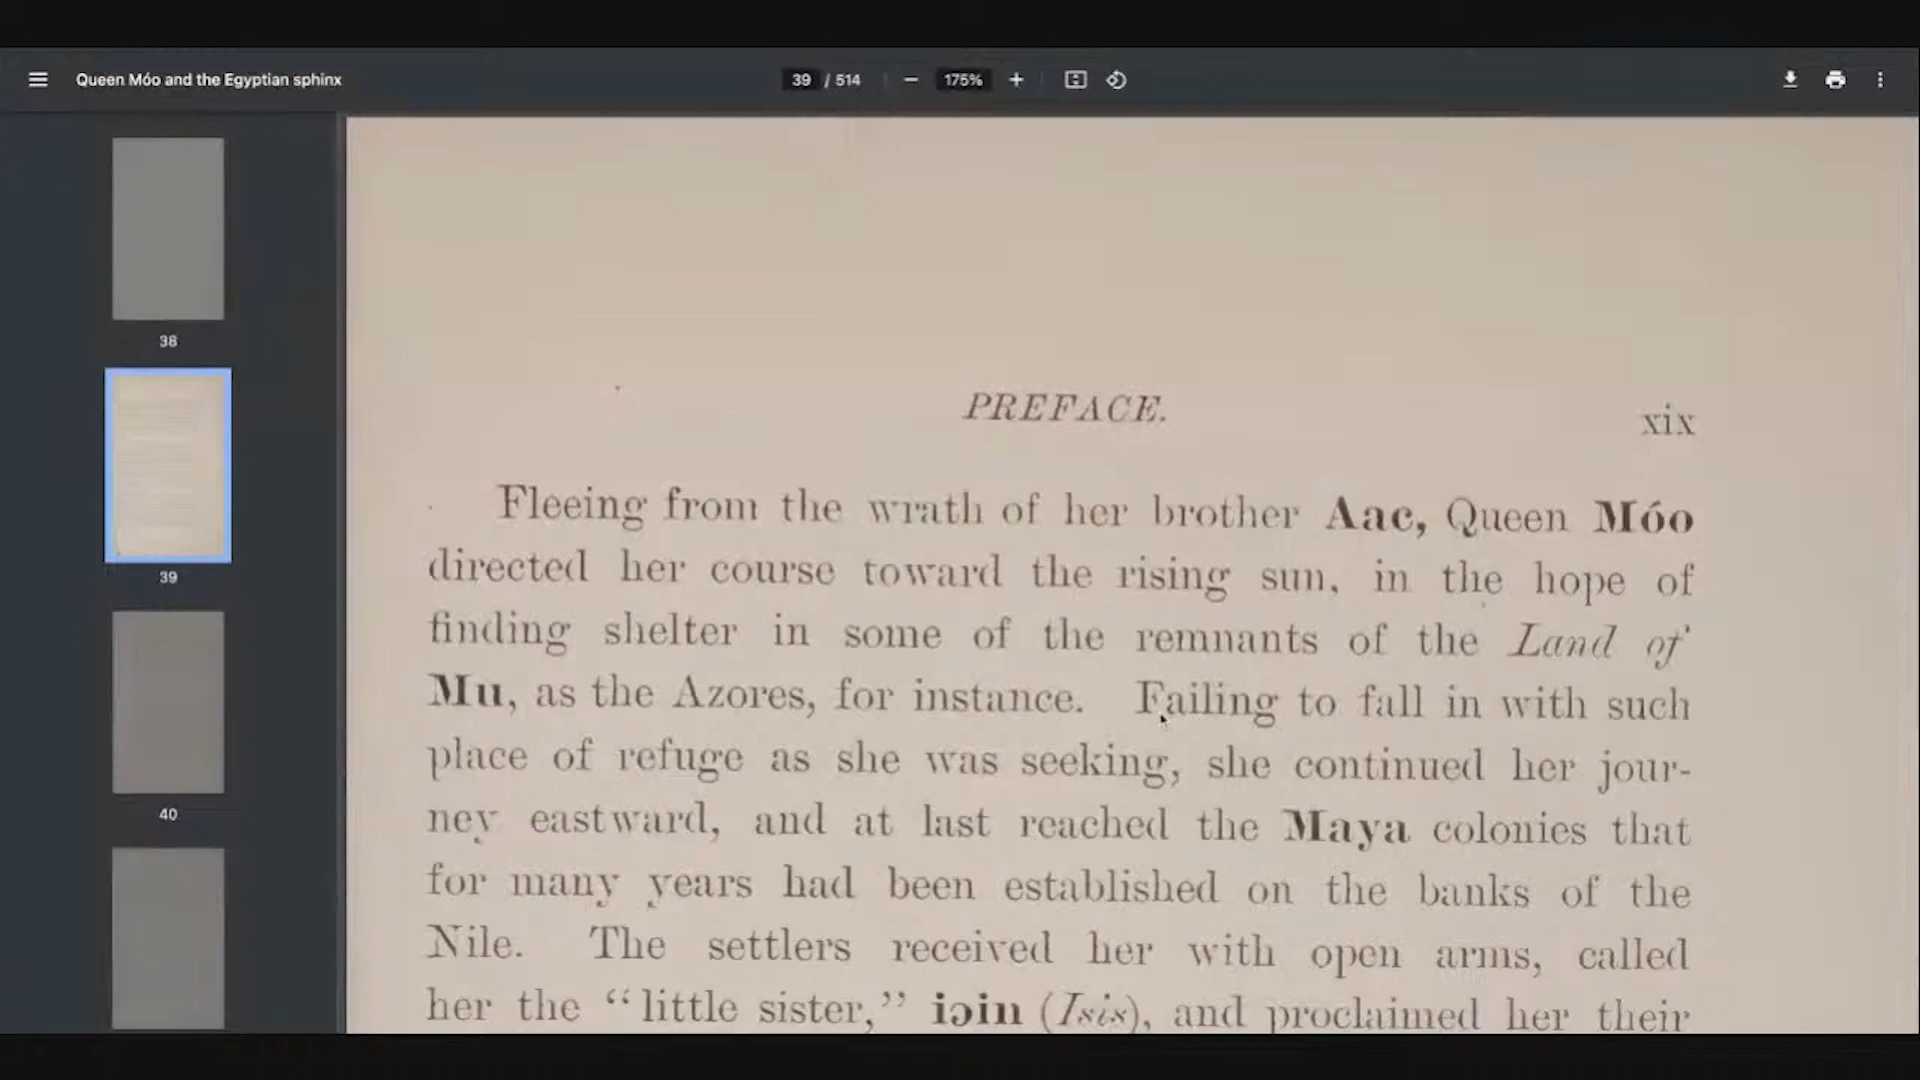 Queen Móo and the Egyptian sphinx
39 / 514
175%
38
39
40
PREFACE.
xix
Fleeing from the wrath of her brother Aac, Queen Móo
directed her course toward the rising sun, in the hope of
finding shelter in some of the remnants of the Land of
Mu, as the Azores, for instance. Failing to fall in with such
place of refuge as she was seeking, she continued her jour-
ney eastward, and at last reached the Maya colonies that
for many years had been established on the banks of the
Nile. The settlers received her with open arms, called
her the “little sister,” iɔin (Isis), and proclaimed her their